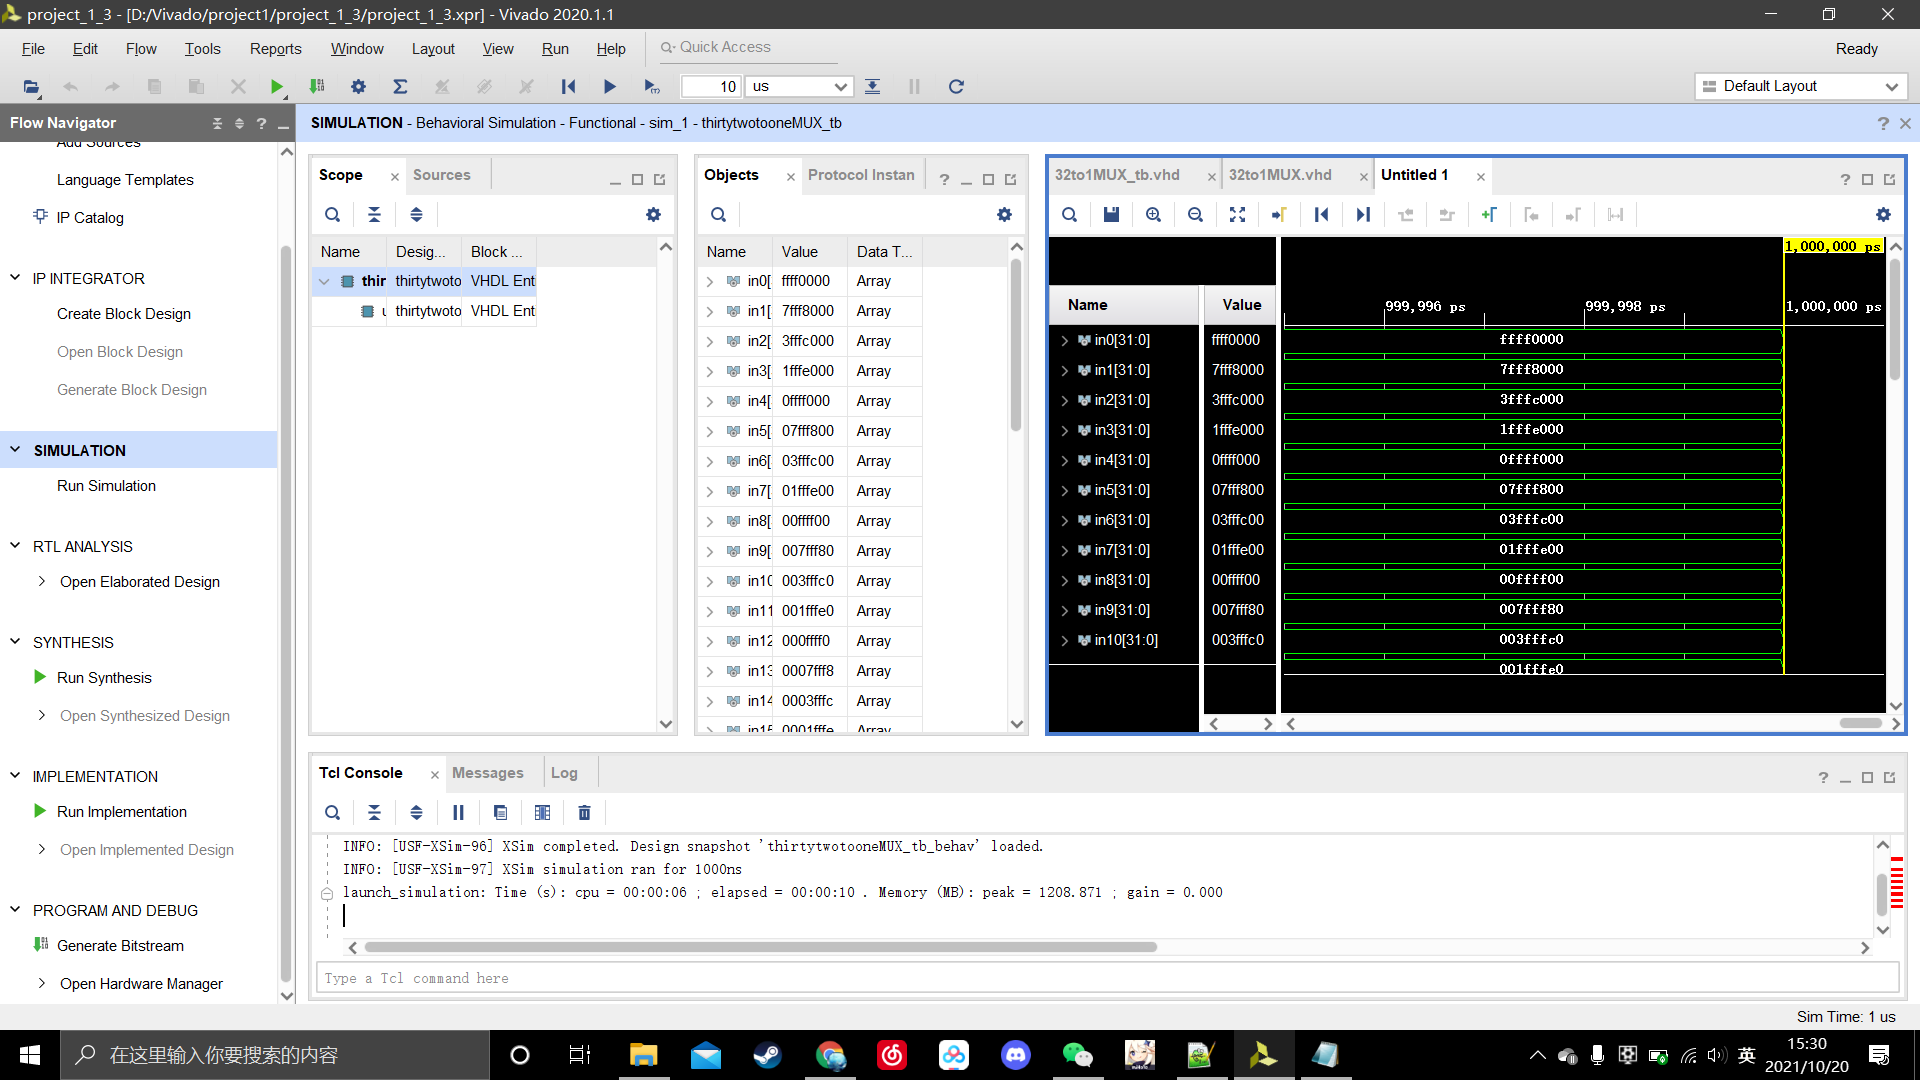 project_1_3 - [D:/Vivado/project1/project_1_3/project_1_3.xpr] - Vivado 2020.1.1
File Edit Flow Tools Reports Window Layout View Run Help Quick Access Ready
10 us Default Layout
Flow Navigator
Add Sources
Language Templates
IP Catalog
IP INTEGRATOR
Create Block Design
Open Block Design
Generate Block Design
SIMULATION
Run Simulation
RTL ANALYSIS
Open Elaborated Design
SYNTHESIS
Run Synthesis
Open Synthesized Design
IMPLEMENTATION
Run Implementation
Open Implemented Design
PROGRAM AND DEBUG
Generate Bitstream
Open Hardware Manager
SIMULATION - Behavioral Simulation - Functional - sim_1 - thirtytwotooneMUX_tb
Scope Sources
Name Desig... Block ...
thir thirtytwoto VHDL Ent
u thirtytwoto VHDL Ent
Objects Protocol Instan
Name Value Data T...
in0[ ffff0000 Array
in1[ 7fff8000 Array
in2[ 3fffc000 Array
in3[ 1fffe000 Array
in4[ 0ffff000 Array
in5[ 07fff800 Array
in6[ 03fffc00 Array
in7[ 01fffe00 Array
in8[ 00ffff00 Array
in9[ 007fff80 Array
in10 003fffc0 Array
in11 001fffe0 Array
in12 000ffff0 Array
in13 0007fff8 Array
in14 0003fffc Array
in15 0001fffe Array
32to1MUX_tb.vhd 32to1MUX.vhd Untitled 1
1,000,000 ps
Name Value 999,996 ps 999,998 ps 1,000,000 ps
in0[31:0] ffff0000 ffff0000
in1[31:0] 7fff8000 7fff8000
in2[31:0] 3fffc000 3fffc000
in3[31:0] 1fffe000 1fffe000
in4[31:0] 0ffff000 0ffff000
in5[31:0] 07fff800 07fff800
in6[31:0] 03fffc00 03fffc00
in7[31:0] 01fffe00 01fffe00
in8[31:0] 00ffff00 00ffff00
in9[31:0] 007fff80 007fff80
in10[31:0] 003fffc0 003fffc0
001fffe0
Tcl Console Messages Log
INFO: [USF-XSim-96] XSim completed. Design snapshot 'thirtytwotooneMUX_tb_behav' loaded.
INFO: [USF-XSim-97] XSim simulation ran for 1000ns
launch_simulation: Time (s): cpu = 00:00:06 ; elapsed = 00:00:10 . Memory (MB): peak = 1208.871 ; gain = 0.000
Type a Tcl command here
Sim Time: 1 us
在这里输入你要搜索的内容
英
15:30
2021/10/20